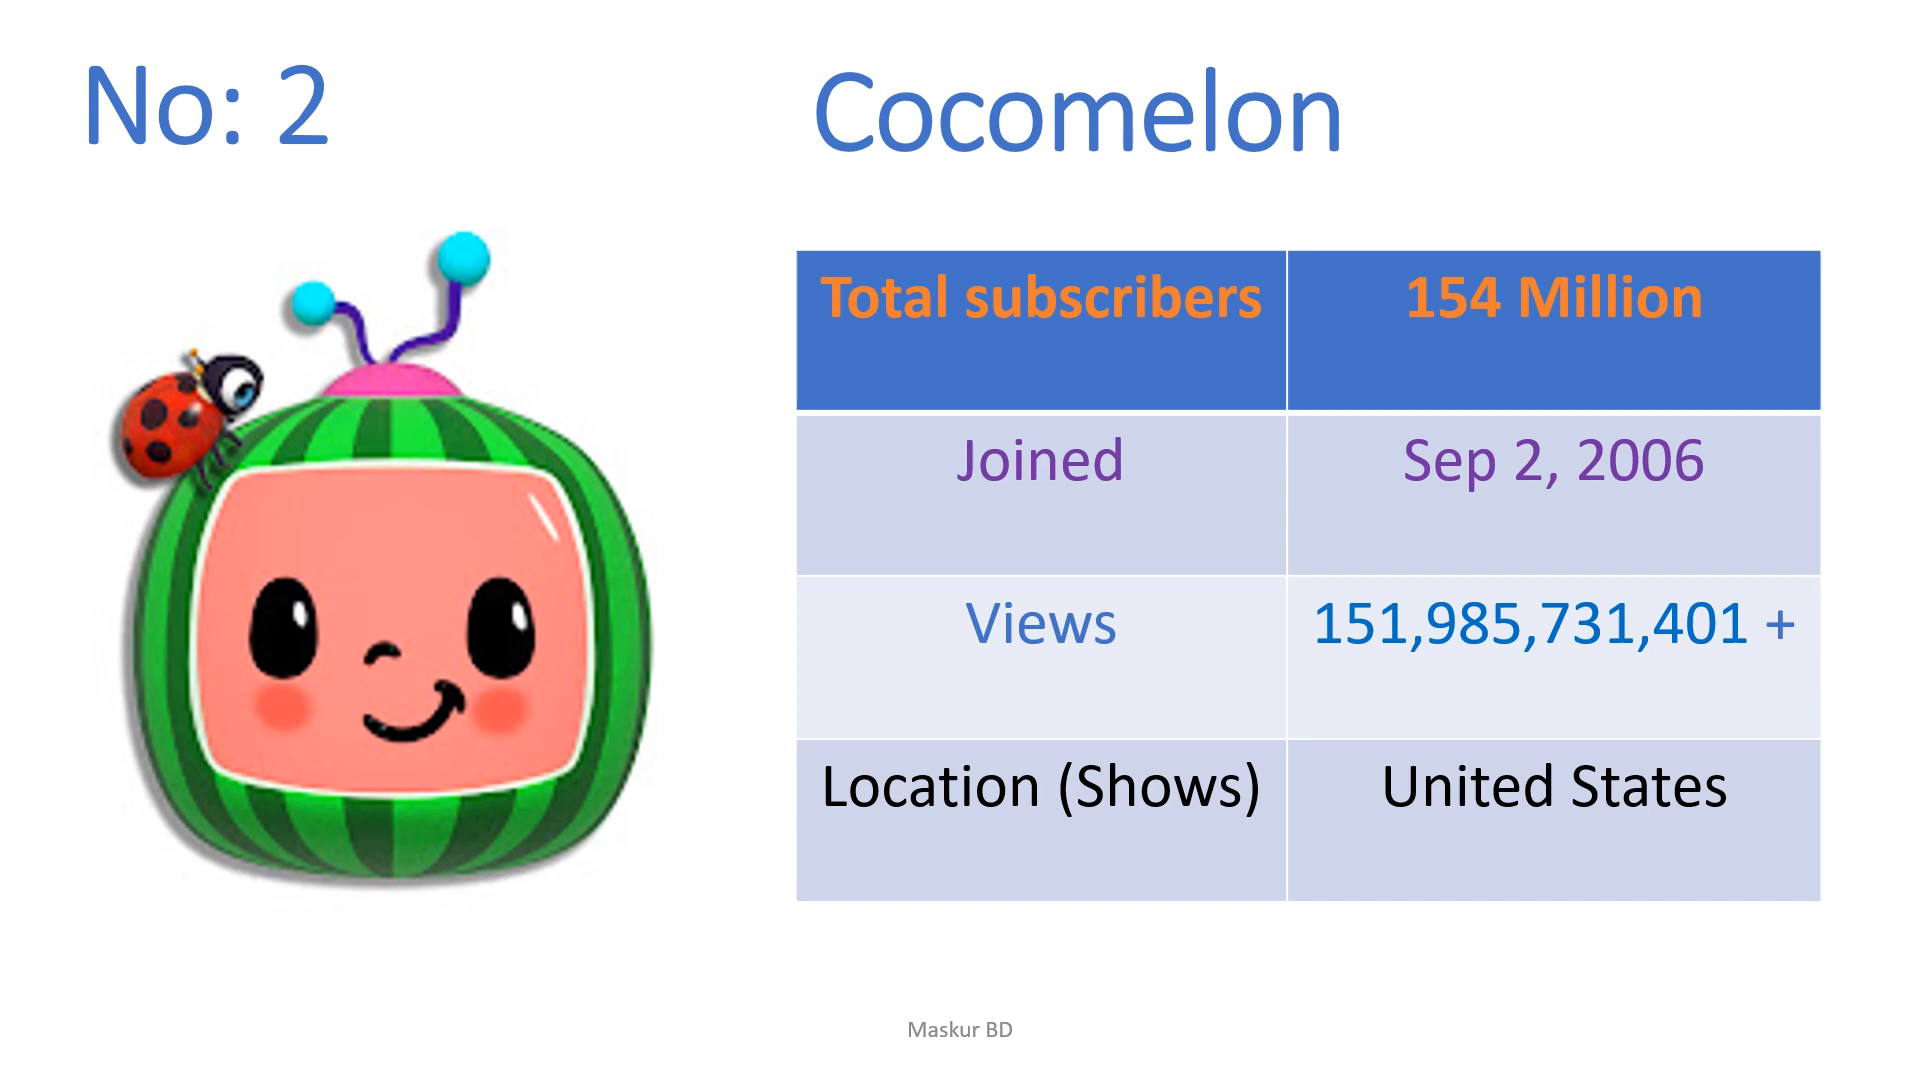 No: 2
Cocomelon
Total subscribers 154 Million
Joined Sep 2, 2006
Views 151,985,731,401 +
Location (Shows) United States
Maskur BD